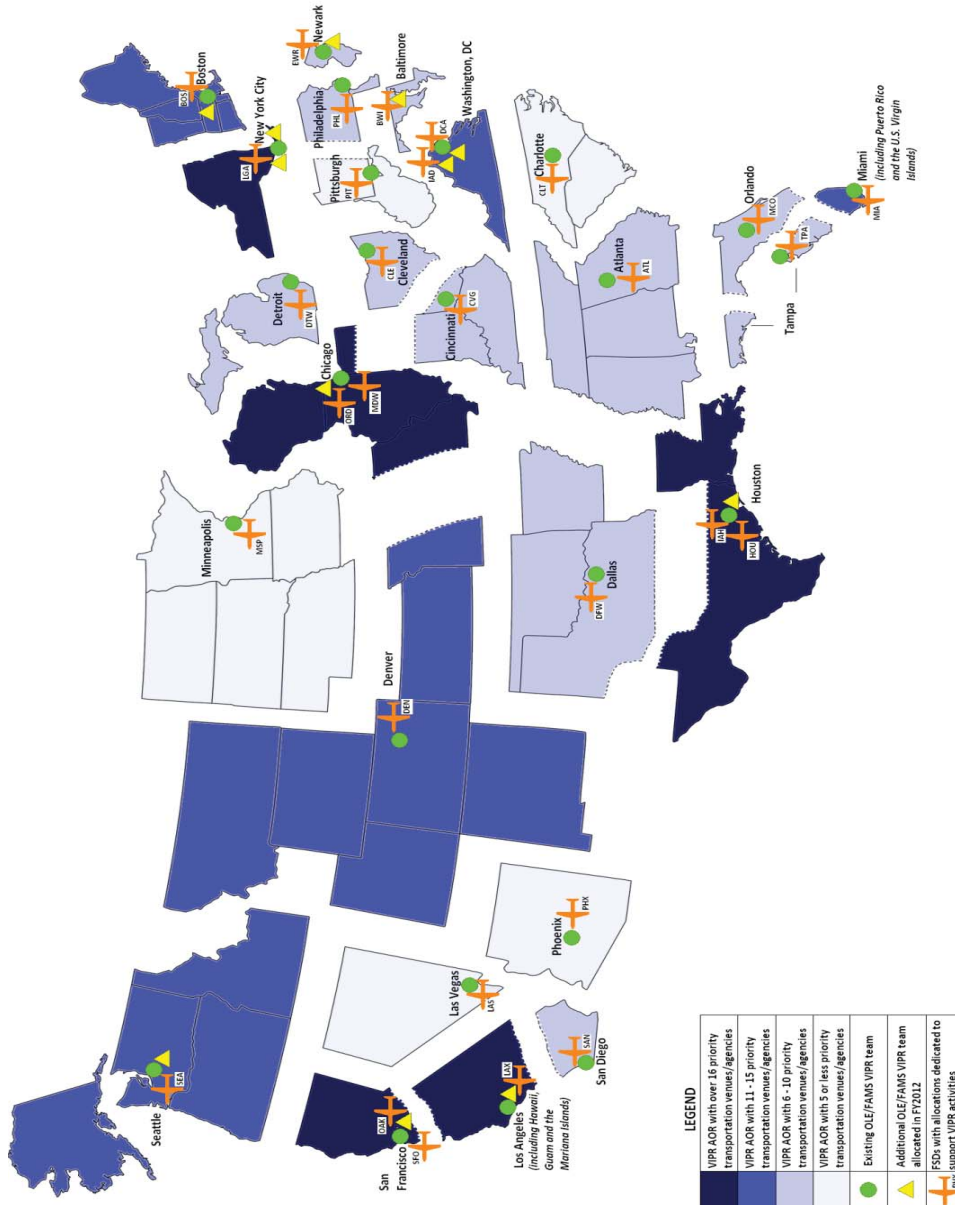 Seattle
SEA
San
Francisco
OAK
SFO
Los Angeles
(including Hawaii,
Guam and the
Mariana Islands)
LAX
Las Vegas
LAS
San Diego
SAN
Phoenix
PHX
Denver
DEN
Minneapolis
MSP
Dallas
DFW
Houston
IAH
HOU
Chicago
ORD
MDW
Detroit
DTW
Cleveland
CLE
Cincinnati
CVG
Pittsburgh
PIT
Philadelphia
PHL
New York City
LGA
Boston
BOS
Newark
EWR
Baltimore
BWI
Washington, DC
IAD
DCA
Charlotte
CLT
Atlanta
ATL
Orlando
MCO
Tampa
TPA
Miami
(including Puerto Rico
and the U.S. Virgin
Islands)
MIA
LEGEND
VIPR AOR with over 16 priority
transportation venues/agencies
VIPR AOR with 11 - 15 priority
transportation venues/agencies
VIPR AOR with 6 - 10 priority
transportation venues/agencies
VIPR AOR with 5 or less priority
transportation venues/agencies
Existing OLE/FAMS VIPR team
Additional OLE/FAMS VIPR team
allocated in FY2012
FSDs with allocations dedicated to
support VIPR activities